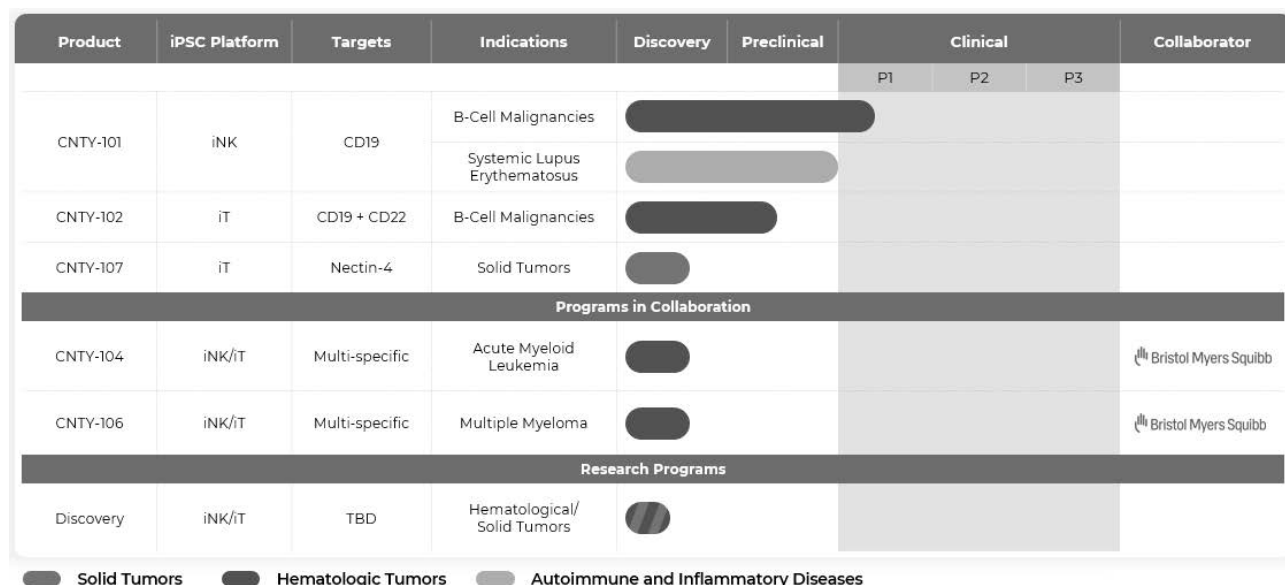 Product iPSC Platform Targets Indications Discovery Preclinical Clinical Collaborator
P1 P2 P3
CNTY-101 iNK CD19
B-Cell Malignancies
Systemic Lupus
Erythematosus
CNTY-102 iT CD19 + CD22 B-Cell Malignancies
CNTY-107 iT Nectin-4 Solid Tumors
Programs in Collaboration
CNTY-104 iNK/iT Multi-specific
Acute Myeloid
Leukemia
Bristol Myers Squibb
CNTY-106 iNK/iT Multi-specific Multiple Myeloma Bristol Myers Squibb
Research Programs
Discovery iNK/iT TBD
Hematological/
Solid Tumors
Solid Tumors Hematologic Tumors Autoimmune and Inflammatory Diseases